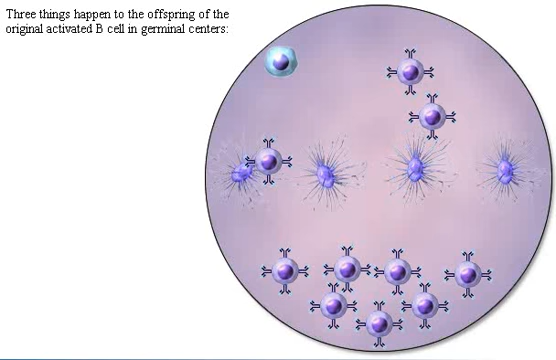 Three things happen to the offspring of the
original activated B cell in germinal centers: